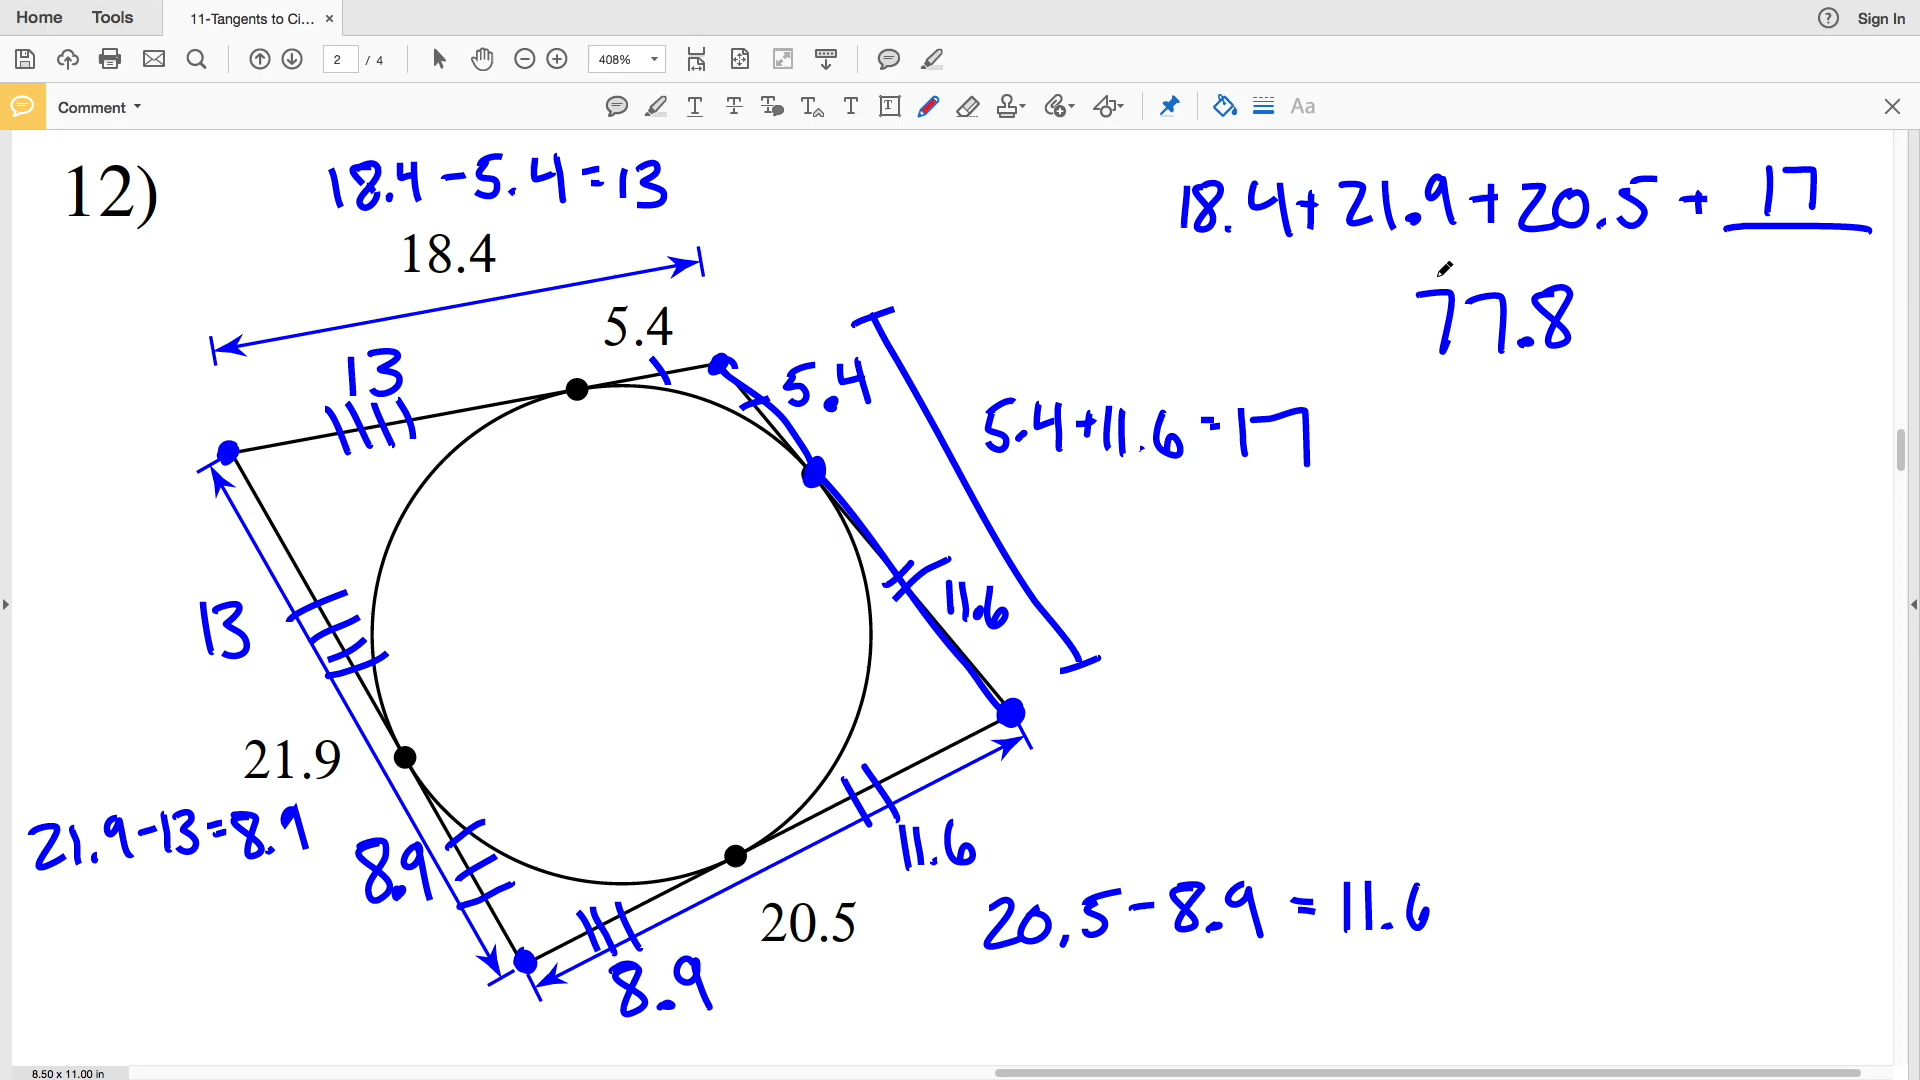 Home Tools 11-Tangents to Ci... × ? Sign In
2 / 4 408%
Comment Aa
12)
18.4 - 5.4 = 13
18.4 + 21.9 + 20.5 + 17
77.8
18.4
5.4
13
5.4
5.4 + 11.6 = 17
13
11.6
21.9
21.9 - 13 = 8.9
8.9
11.6
20.5
20.5 - 8.9 = 11.6
8.9
8.50 x 11.00 in